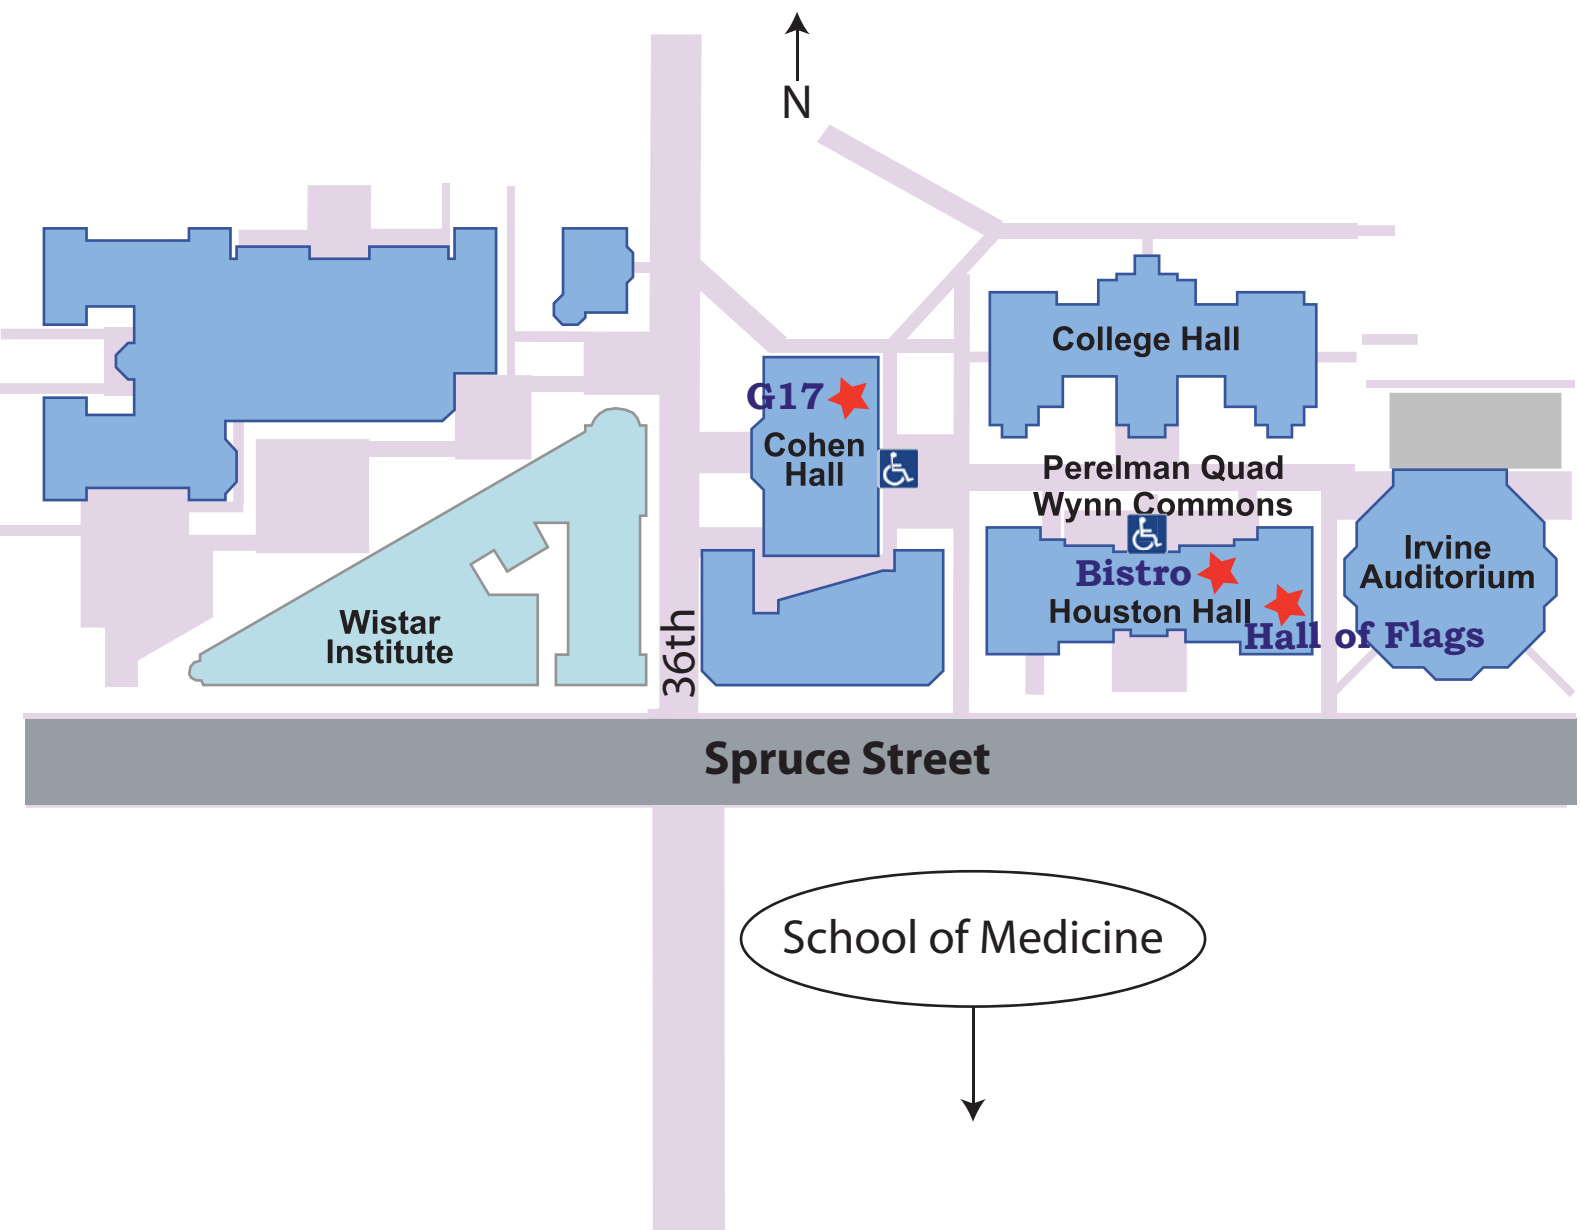 N
College Hall
G17
Cohen
Hall
Perelman Quad
Wynn Commons
Irvine
Auditorium
Bistro
Houston Hall
Hall of Flags
Wistar
Institute
36th
Spruce Street
School of Medicine